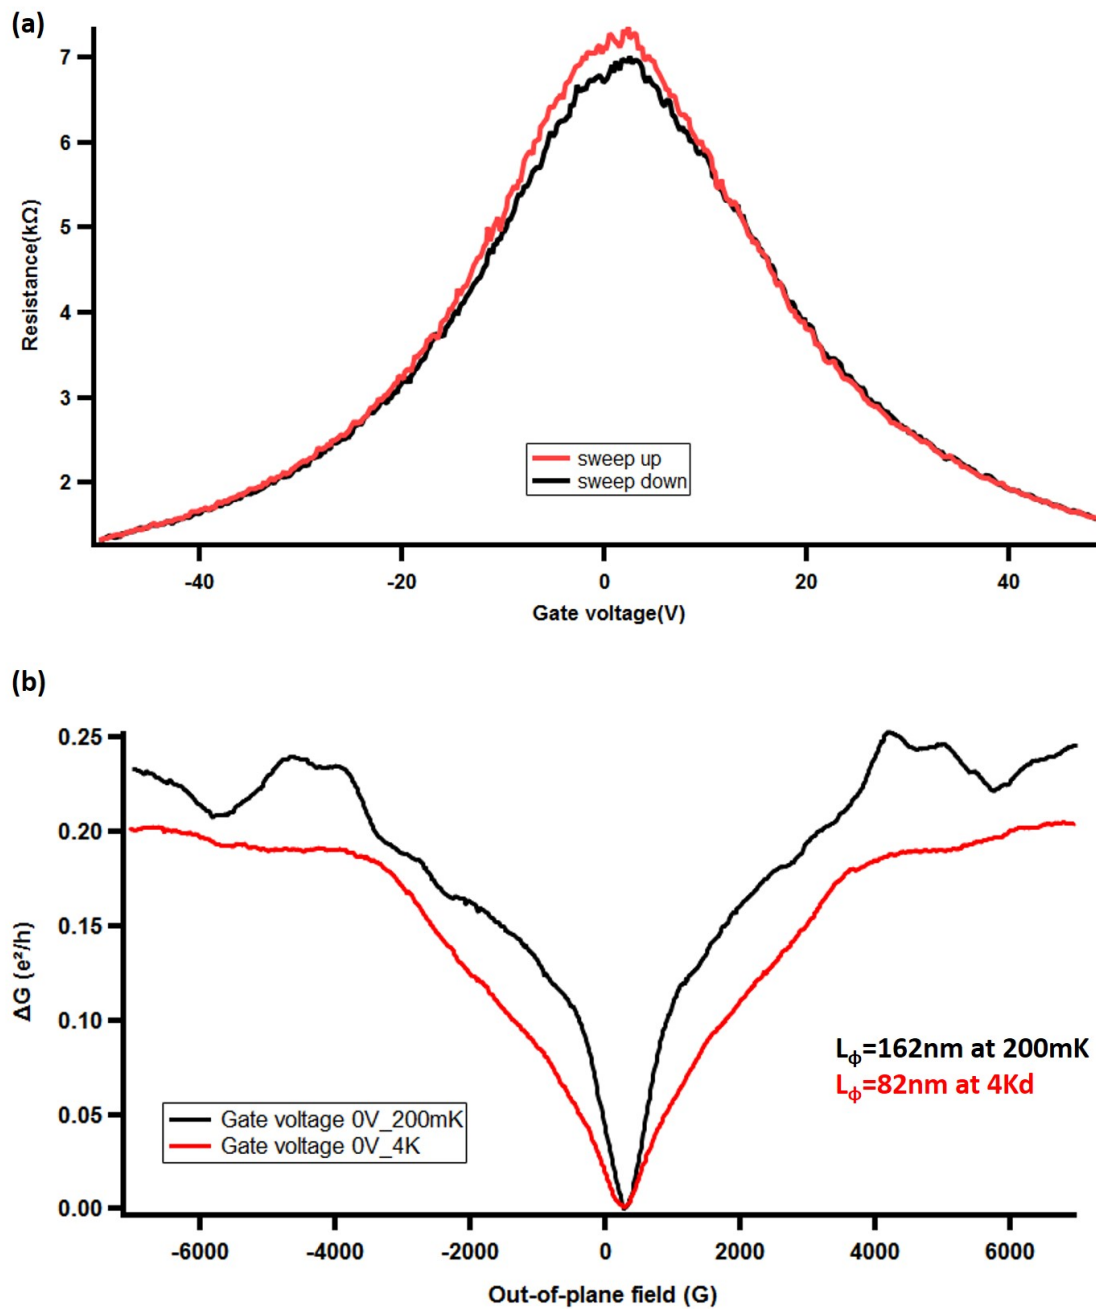 (a)
7
6
5
4
3
2
Resistance(kΩ)
sweep up
sweep down
-40 -20 0 20 40
Gate voltage(V)
(b)
0.25
0.20
0.15
0.10
0.05
0.00
ΔG (e²/h)
Lϕ=162nm at 200mK
Lϕ=82nm at 4Kd
Gate voltage 0V_200mK
Gate voltage 0V_4K
-6000 -4000 -2000 0 2000 4000 6000
Out-of-plane field (G)